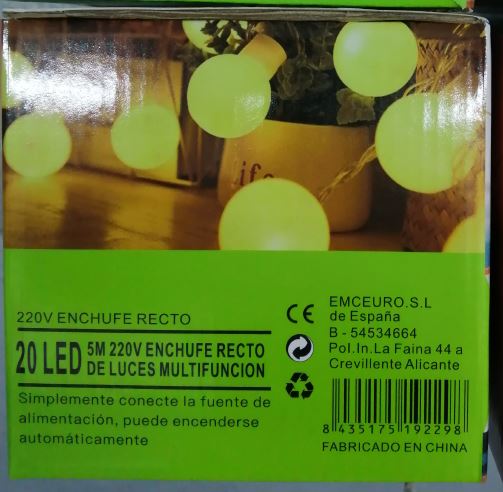 life
220V ENCHUFE RECTO
20 LED
5M 220V ENCHUFE RECTO
DE LUCES MULTIFUNCION
Simplemente conecte la fuente de
alimentación, puede encenderse
automáticamente
CE
EMCEURO.S.L
de España
B - 54534664
Pol.In.La Faina 44 a
Crevillente Alicante
8 435175 192298
FABRICADO EN CHINA